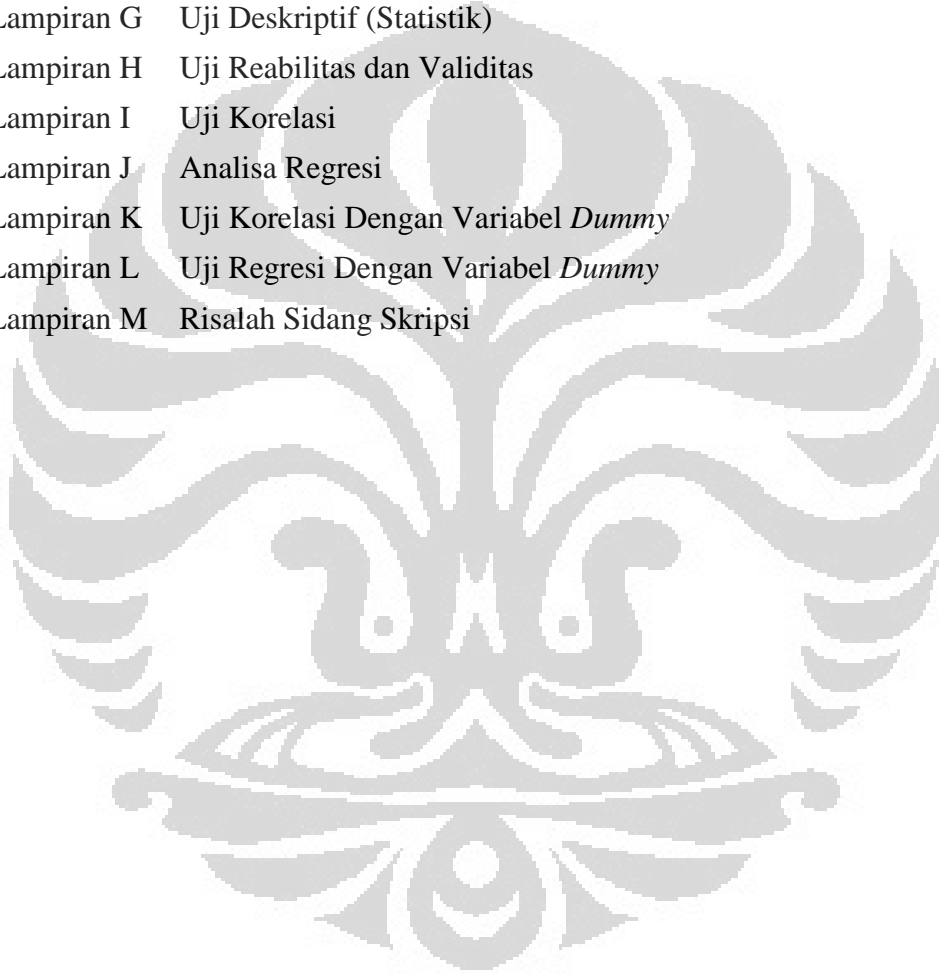 Lampiran G Uji Deskriptif (Statistik)
Lampiran H Uji Reabilitas dan Validitas
Lampiran I Uji Korelasi
Lampiran J Analisa Regresi
Lampiran K Uji Korelasi Dengan Variabel Dummy
Lampiran L Uji Regresi Dengan Variabel Dummy
Lampiran M Risalah Sidang Skripsi